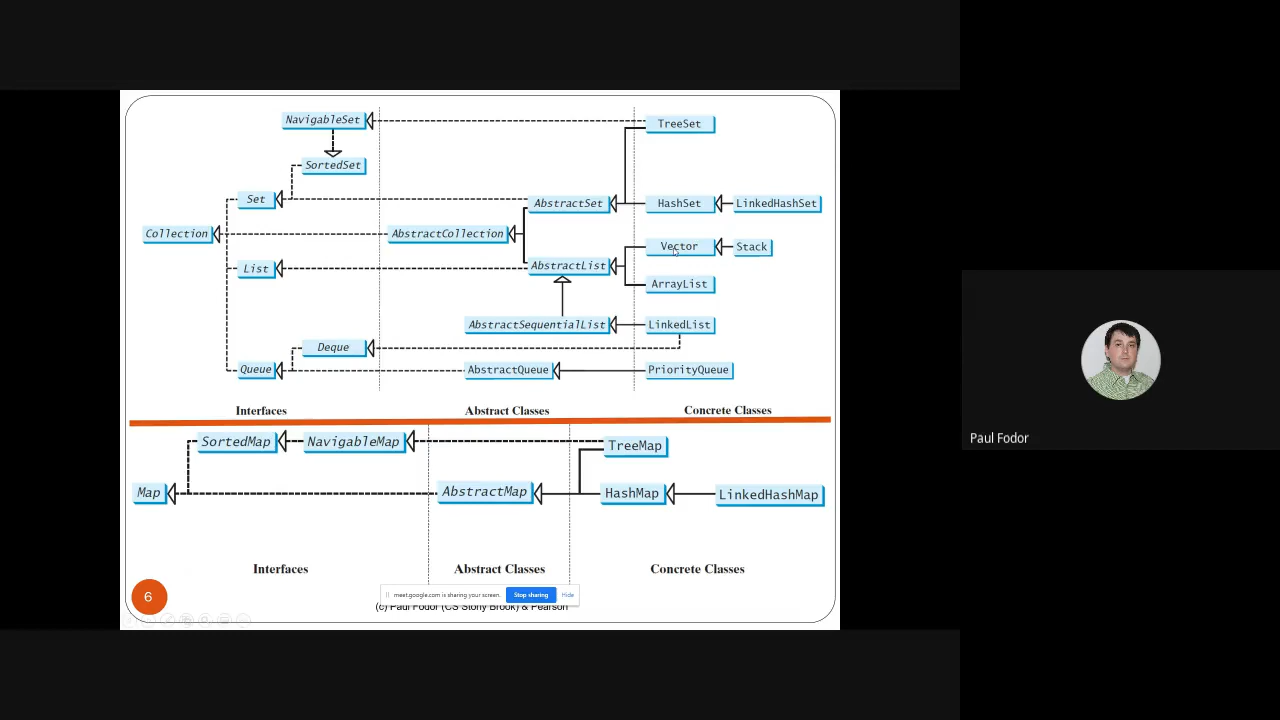 NavigableSet
TreeSet
SortedSet
Set
AbstractSet
HashSet
LinkedHashSet
Collection
AbstractCollection
Vector
Stack
List
AbstractList
ArrayList
AbstractSequentialList
LinkedList
Deque
Queue
AbstractQueue
PriorityQueue
Interfaces
Abstract Classes
Concrete Classes
SortedMap
NavigableMap
TreeMap
Map
AbstractMap
HashMap
LinkedHashMap
Interfaces
Abstract Classes
Concrete Classes
meet.google.com is sharing your screen.
Stop sharing
Hide
6
(c) Paul Fodor (CS Stony Brook) & Pearson
Paul Fodor